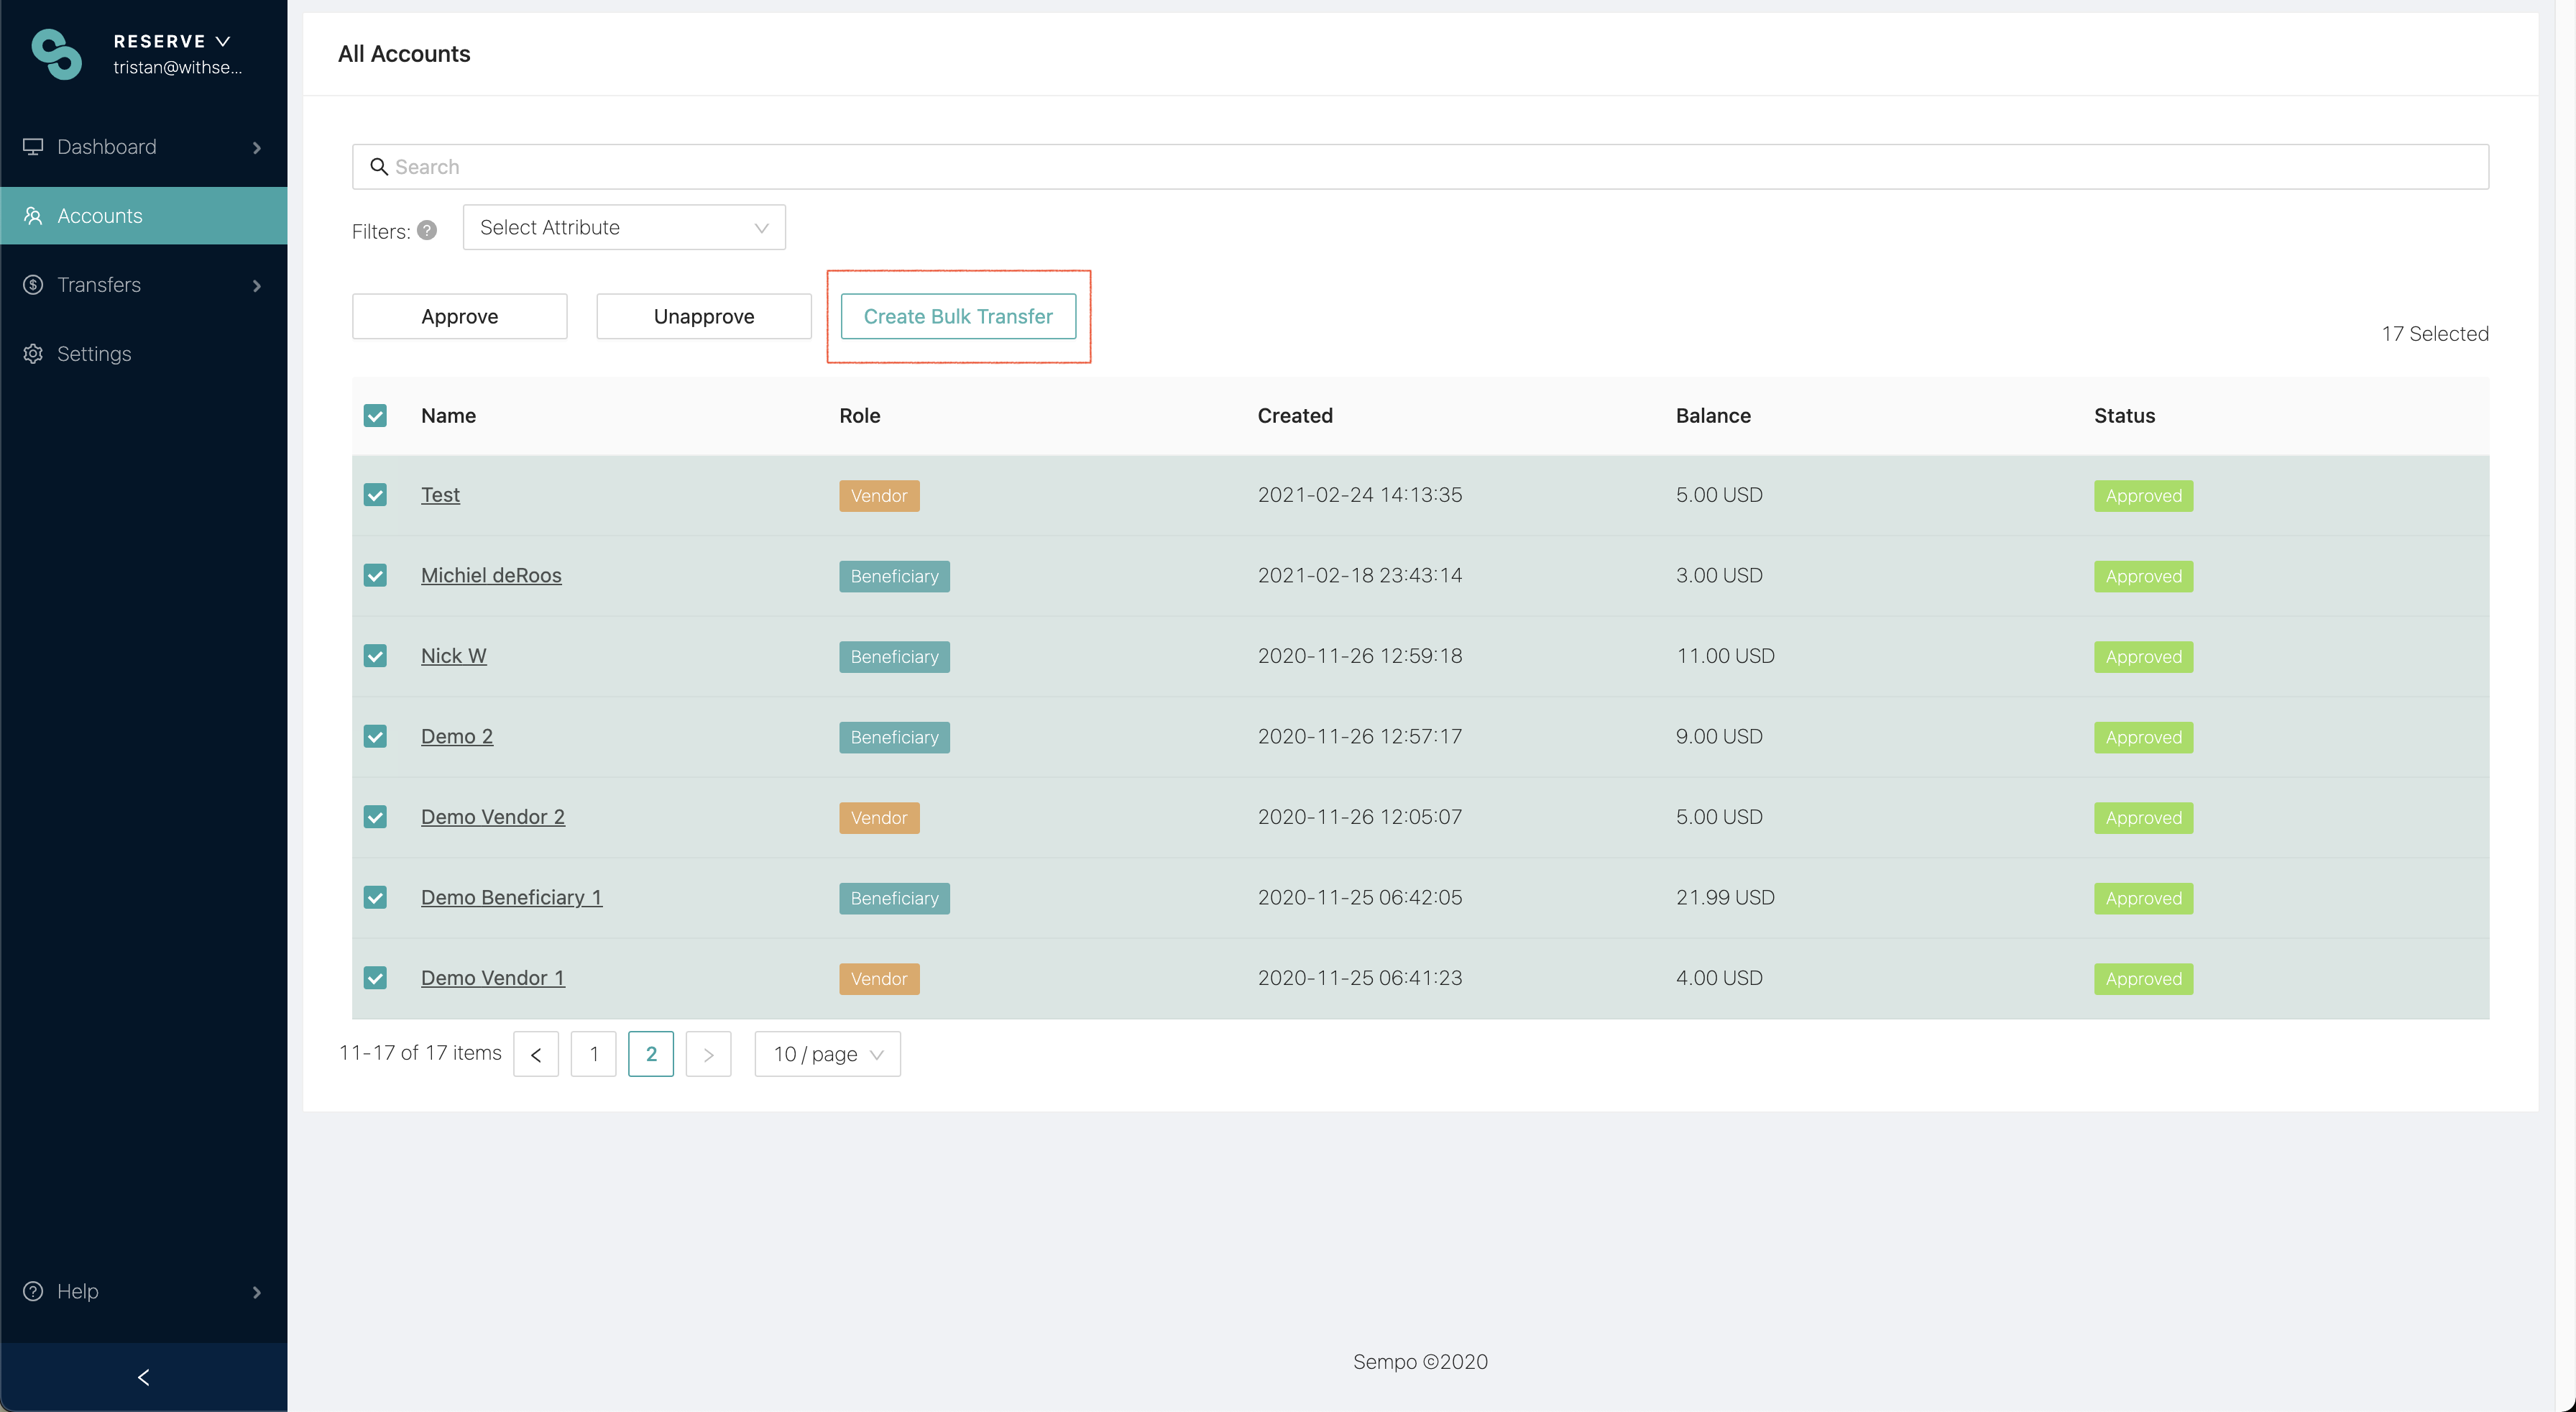 RESERVE
tristan@withse...
Dashboard
Accounts
Transfers
Settings
Help
All Accounts
Search
Filters: ? Select Attribute
Approve Unapprove Create Bulk Transfer
17 Selected
Name Role Created Balance Status
Test Vendor 2021-02-24 14:13:35 5.00 USD Approved
Michiel deRoos Beneficiary 2021-02-18 23:43:14 3.00 USD Approved
Nick W Beneficiary 2020-11-26 12:59:18 11.00 USD Approved
Demo 2 Beneficiary 2020-11-26 12:57:17 9.00 USD Approved
Demo Vendor 2 Vendor 2020-11-26 12:05:07 5.00 USD Approved
Demo Beneficiary 1 Beneficiary 2020-11-25 06:42:05 21.99 USD Approved
Demo Vendor 1 Vendor 2020-11-25 06:41:23 4.00 USD Approved
11-17 of 17 items < 1 2 > 10 / page
Sempo ©2020